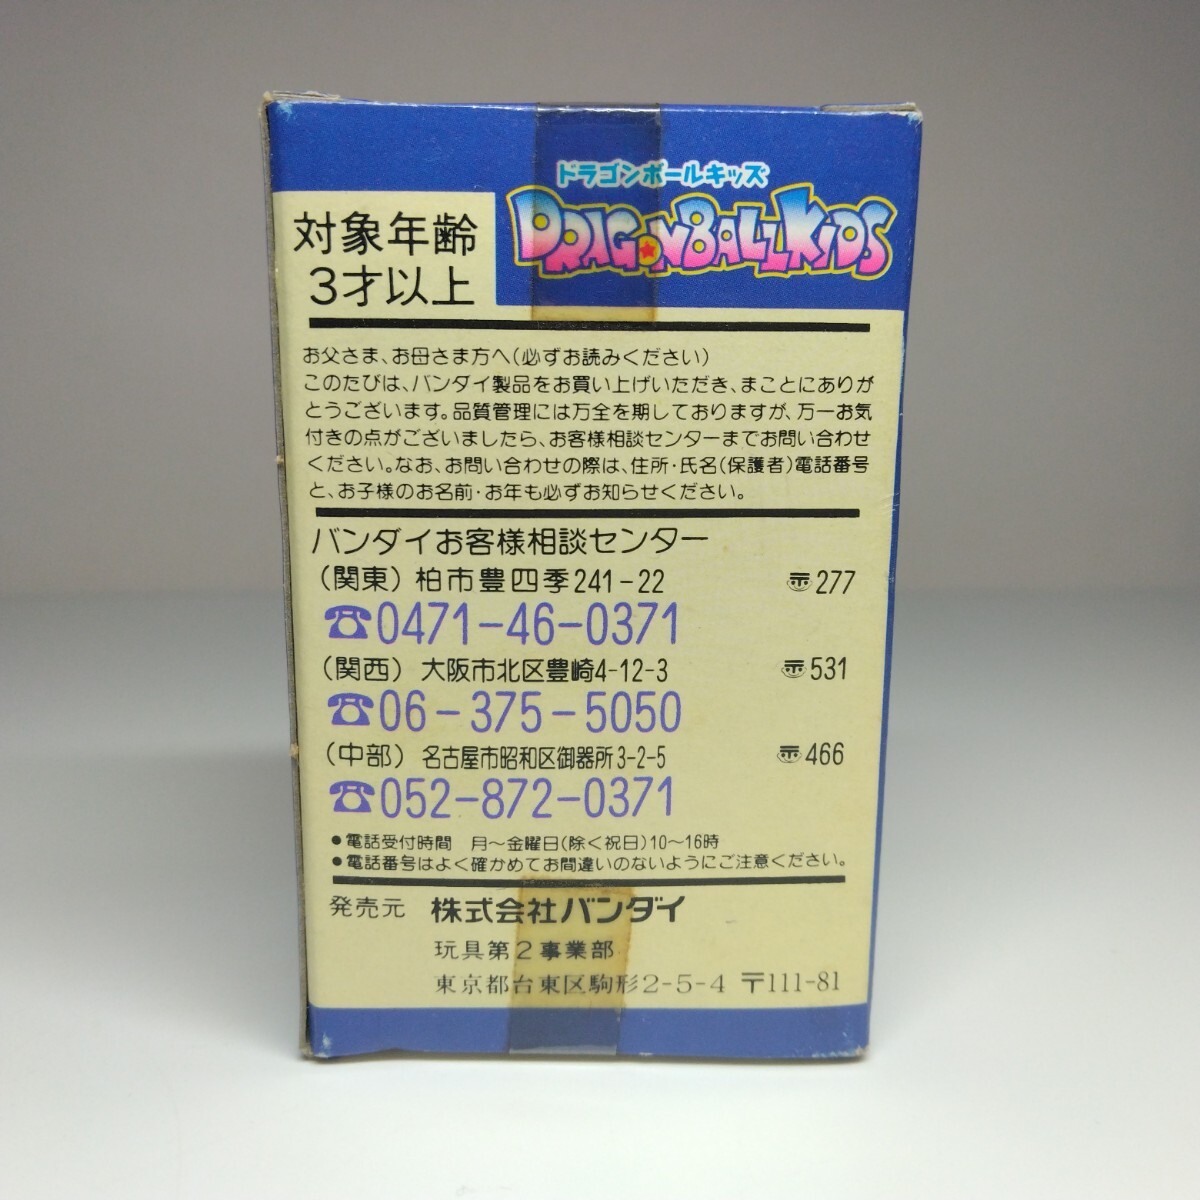 ドラゴンボールキッズ
DRAGONBALLKIDS
対象年齢
3才以上
お父さま、お母さま方へ(必ずお読みください)
このたびは、バンダイ製品をお買い上げいただき、まことにありが
とうございます。品質管理には万全を期しておりますが、万一お気
付きの点がございましたら、お客様相談センターまでお問い合わせ
ください。なお、お問い合わせの際は、住所・氏名(保護者)電話番号
と、お子様のお名前・お年も必ずお知らせください。
バンダイお客様相談センター
(関東) 柏市豊四季241-22 〠277
☎0471-46-0371
(関西) 大阪市北区豊崎4-12-3 〠531
☎06-375-5050
(中部) 名古屋市昭和区御器所3-2-5 〠466
☎052-872-0371
●電話受付時間 月〜金曜日(除く祝日)10〜16時
●電話番号はよく確かめてお間違いのないようにご注意ください。
発売元 株式会社バンダイ
玩具第2事業部
東京都台東区駒形2-5-4 〒111-81